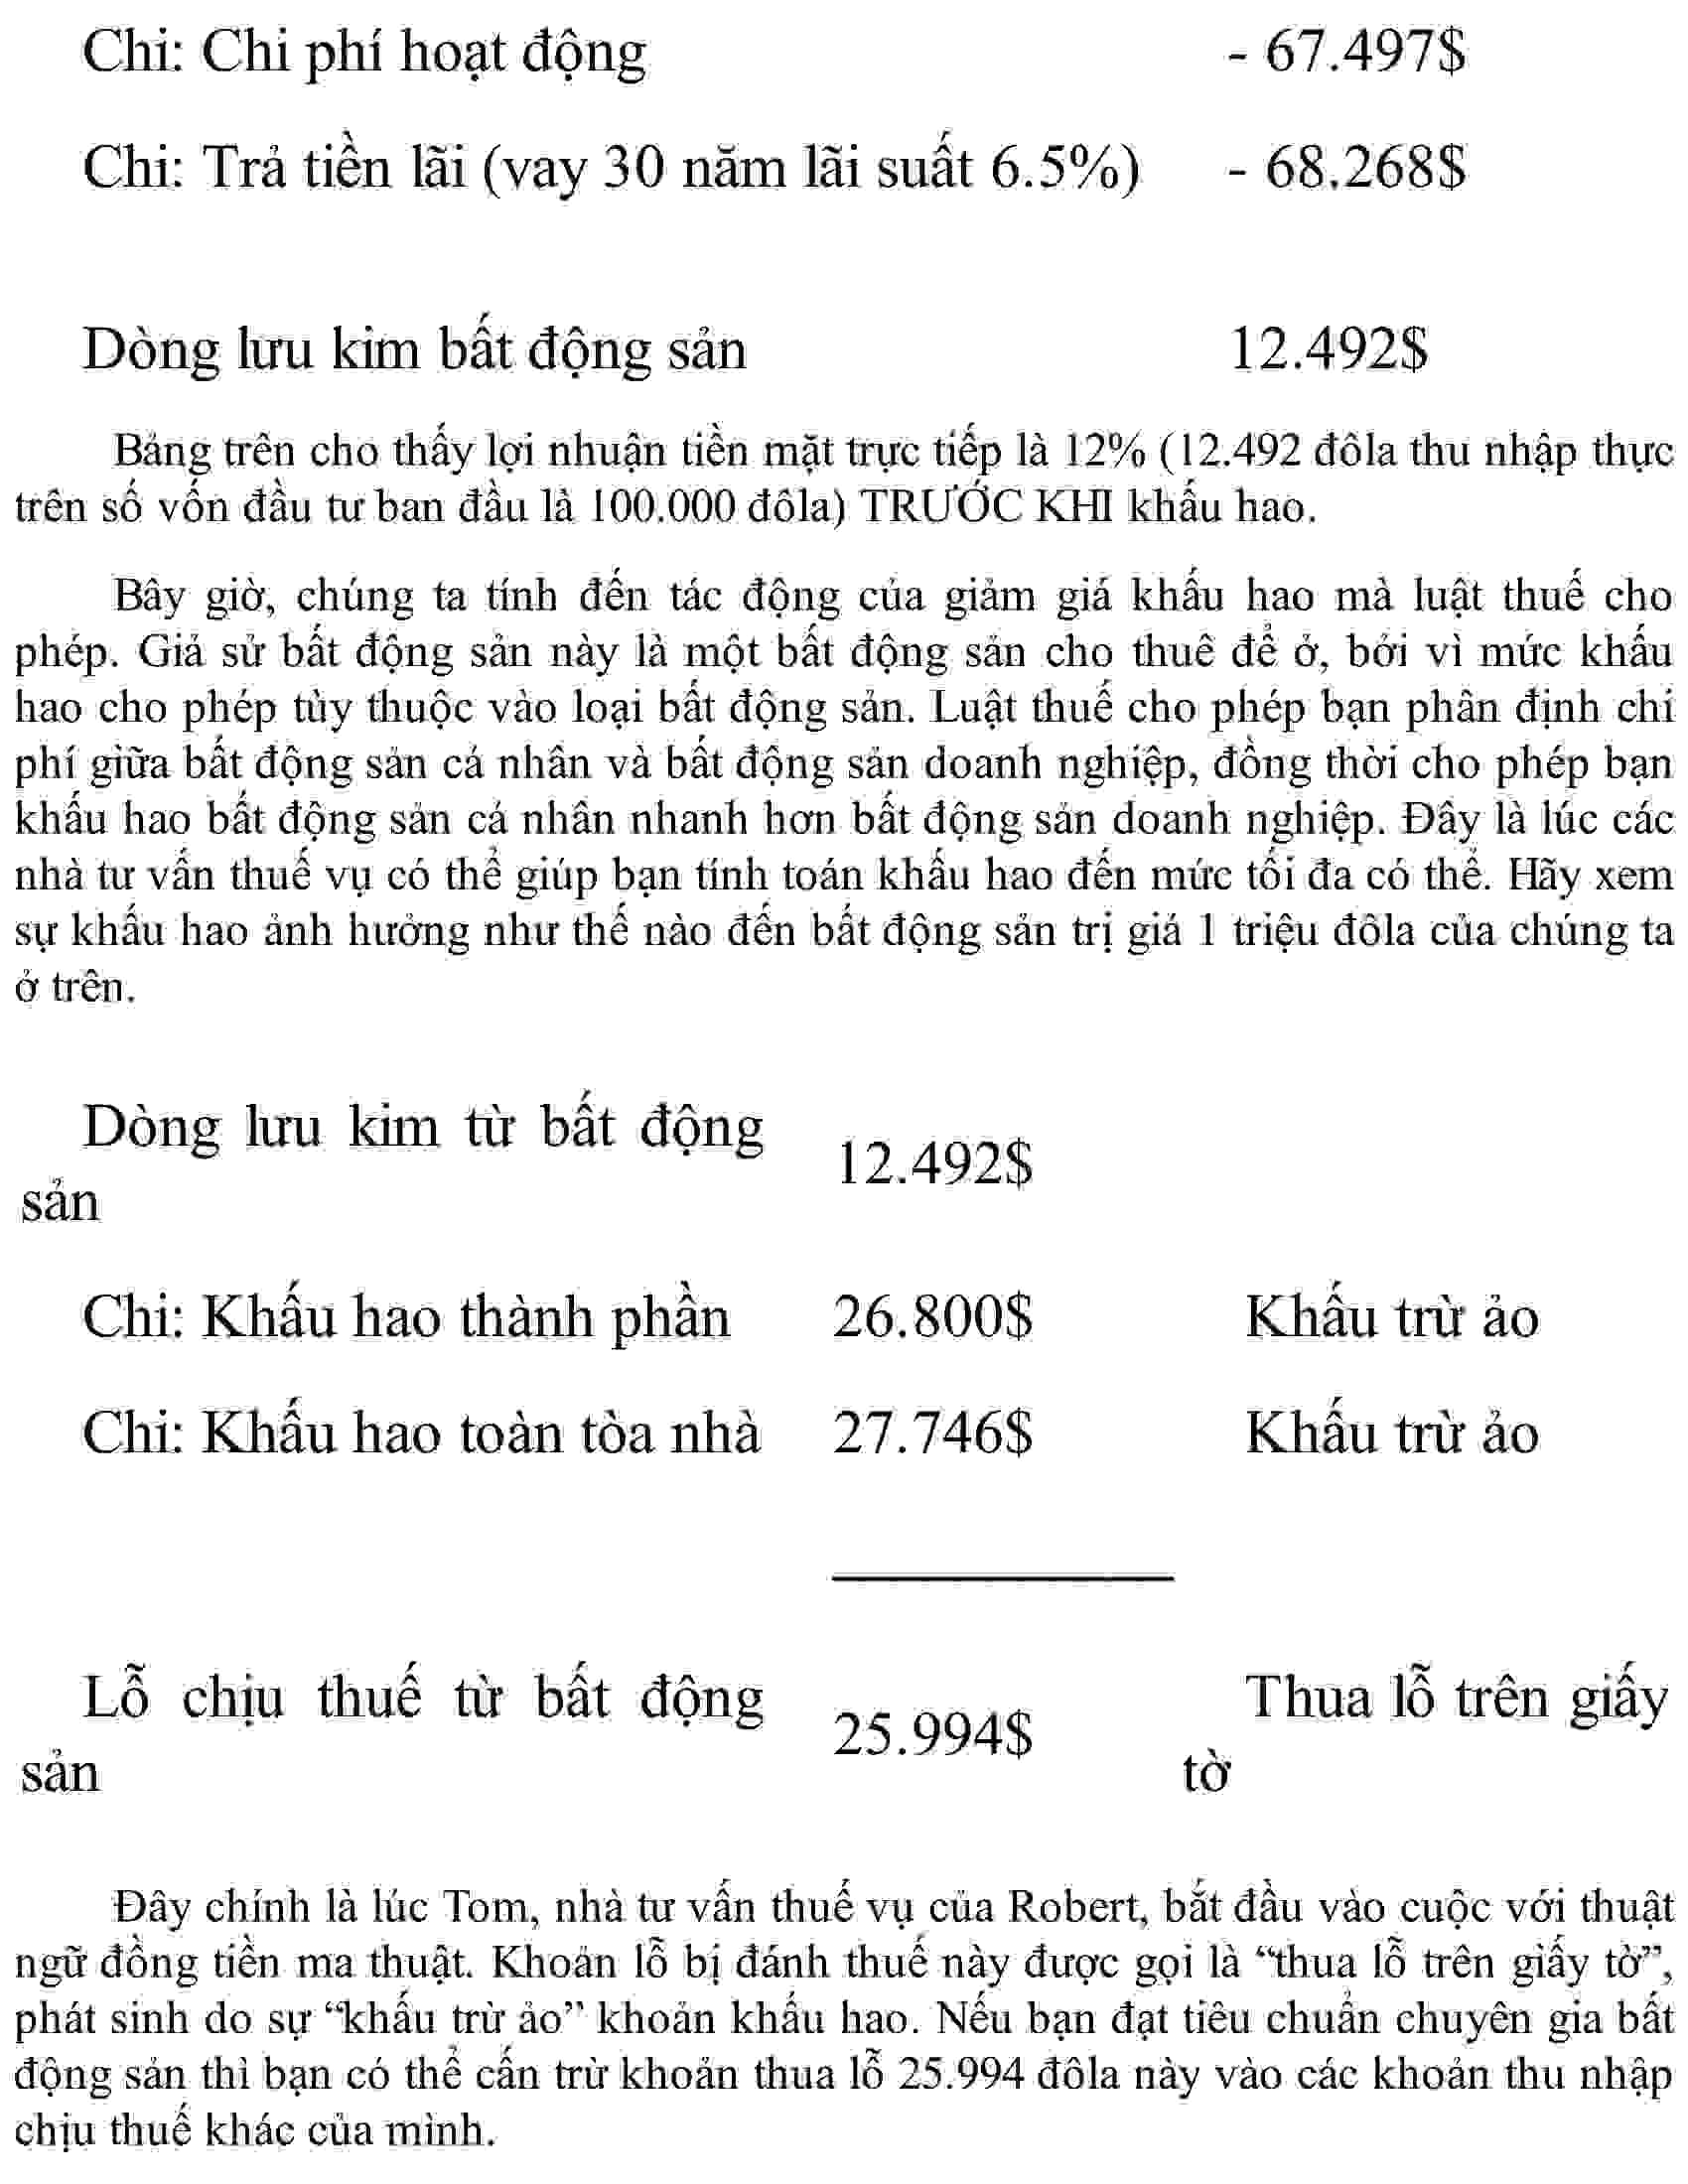 Chi: Chi phí hoạt động - 67.497$
Chi: Trả tiền lãi (vay 30 năm lãi suất 6.5%) - 68.268$
Dòng lưu kim bất động sản 12.492$
Bảng trên cho thấy lợi nhuận tiền mặt trực tiếp là 12% (12.492 đôla thu nhập thực
trên số vốn đầu tư ban đầu là 100.000 đôla) TRƯỚC KHI khấu hao.
Bây giờ, chúng ta tính đến tác động của giảm giá khấu hao mà luật thuế cho
phép. Giả sử bất động sản này là một bất động sản cho thuê để ở, bởi vì mức khấu
hao cho phép tùy thuộc vào loại bất động sản. Luật thuế cho phép bạn phân định chi
phí giữa bất động sản cá nhân và bất động sản doanh nghiệp, đồng thời cho phép bạn
khấu hao bất động sản cá nhân nhanh hơn bất động sản doanh nghiệp. Đây là lúc các
nhà tư vấn thuế vụ có thể giúp bạn tính toán khấu hao đến mức tối đa có thể. Hãy xem
sự khấu hao ảnh hưởng như thế nào đến bất động sản trị giá 1 triệu đôla của chúng ta
ở trên.
Dòng lưu kim từ bất động
sản 12.492$
Chi: Khấu hao thành phần 26.800$ Khấu trừ ảo
Chi: Khấu hao toàn tòa nhà 27.746$ Khấu trừ ảo
Lỗ chịu thuế từ bất động
sản 25.994$ Thua lỗ trên giấy
tờ
Đây chính là lúc Tom, nhà tư vấn thuế vụ của Robert, bắt đầu vào cuộc với thuật
ngữ đồng tiền ma thuật. Khoản lỗ bị đánh thuế này được gọi là “thua lỗ trên giấy tờ”,
phát sinh do sự “khấu trừ ảo” khoản khấu hao. Nếu bạn đạt tiêu chuẩn chuyên gia bất
động sản thì bạn có thể cấn trừ khoản thua lỗ 25.994 đôla này vào các khoản thu nhập
chịu thuế khác của mình.